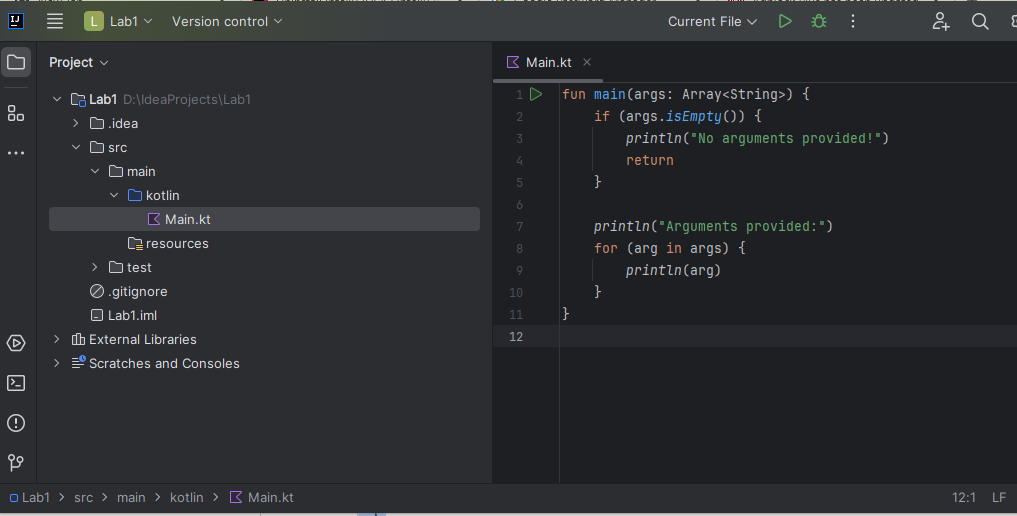 IJ
L Lab1 Version control Current File
Project
Main.kt
Lab1 D:\IdeaProjects\Lab1
.idea
src
main
kotlin
Main.kt
resources
test
.gitignore
Lab1.iml
External Libraries
Scratches and Consoles
1 fun main(args: Array<String>) {
2 if (args.isEmpty()) {
3 println("No arguments provided!")
4 return
5 }
6
7 println("Arguments provided:")
8 for (arg in args) {
9 println(arg)
10 }
11 }
12
Lab1 > src > main > kotlin > Main.kt 12:1 LF